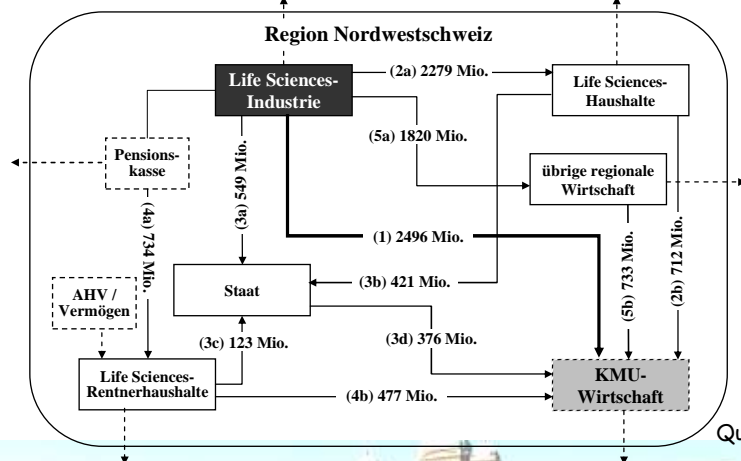 Region Nordwestschweiz
Life Sciences-
Industrie
(2a) 2279 Mio.
Life Sciences-
Haushalte
(5a) 1820 Mio.
Pensions-
kasse
(3a) 549 Mio.
übrige regionale
Wirtschaft
(4a) 734 Mio.
(1) 2496 Mio.
(5b) 733 Mio.
(2b) 712 Mio.
AHV /
Vermögen
Staat
(3b) 421 Mio.
(3c) 123 Mio.
(3d) 376 Mio.
Life Sciences-
Rentnerhaushalte
(4b) 477 Mio.
KMU-
Wirtschaft